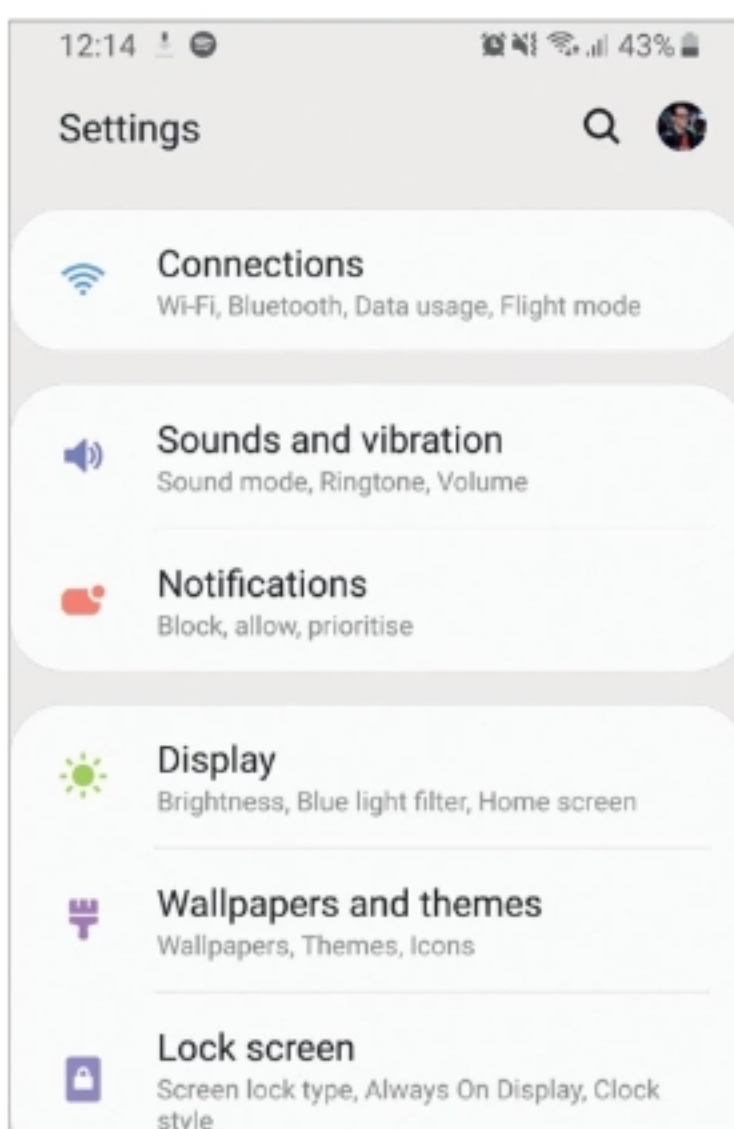 12:14
43%
Settings
Connections
Wi-Fi, Bluetooth, Data usage, Flight mode
Sounds and vibration
Sound mode, Ringtone, Volume
Notifications
Block, allow, prioritise
Display
Brightness, Blue light filter, Home screen
Wallpapers and themes
Wallpapers, Themes, Icons
Lock screen
Screen lock type, Always On Display, Clock
style